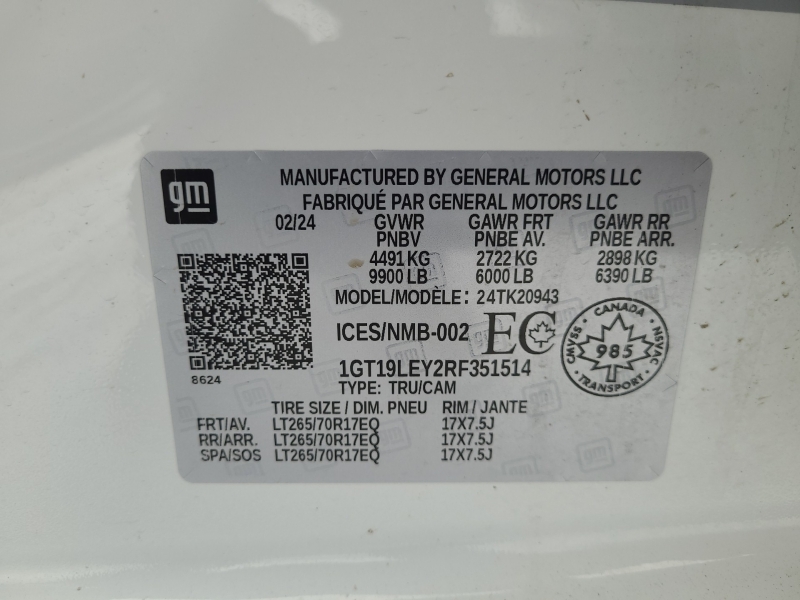 gm
MANUFACTURED BY GENERAL MOTORS LLC
FABRIQUÉ PAR GENERAL MOTORS LLC
02/24 GVWR GAWR FRT GAWR RR
PNBV PNBE AV. PNBE ARR.
4491 KG 2722 KG 2898 KG
9900 LB 6000 LB 6390 LB
MODEL/MODÈLE: 24TK20943
ICES/NMB-002 EC
CANADA
CMVSS 985 NSVAC
TRANSPORT
1GT19LEY2RF351514
8624
TYPE: TRU/CAM
TIRE SIZE / DIM. PNEU RIM / JANTE
FRT/AV. LT265/70R17EQ 17X7.5J
RR/ARR. LT265/70R17EQ 17X7.5J
SPA/SOS LT265/70R17EQ 17X7.5J